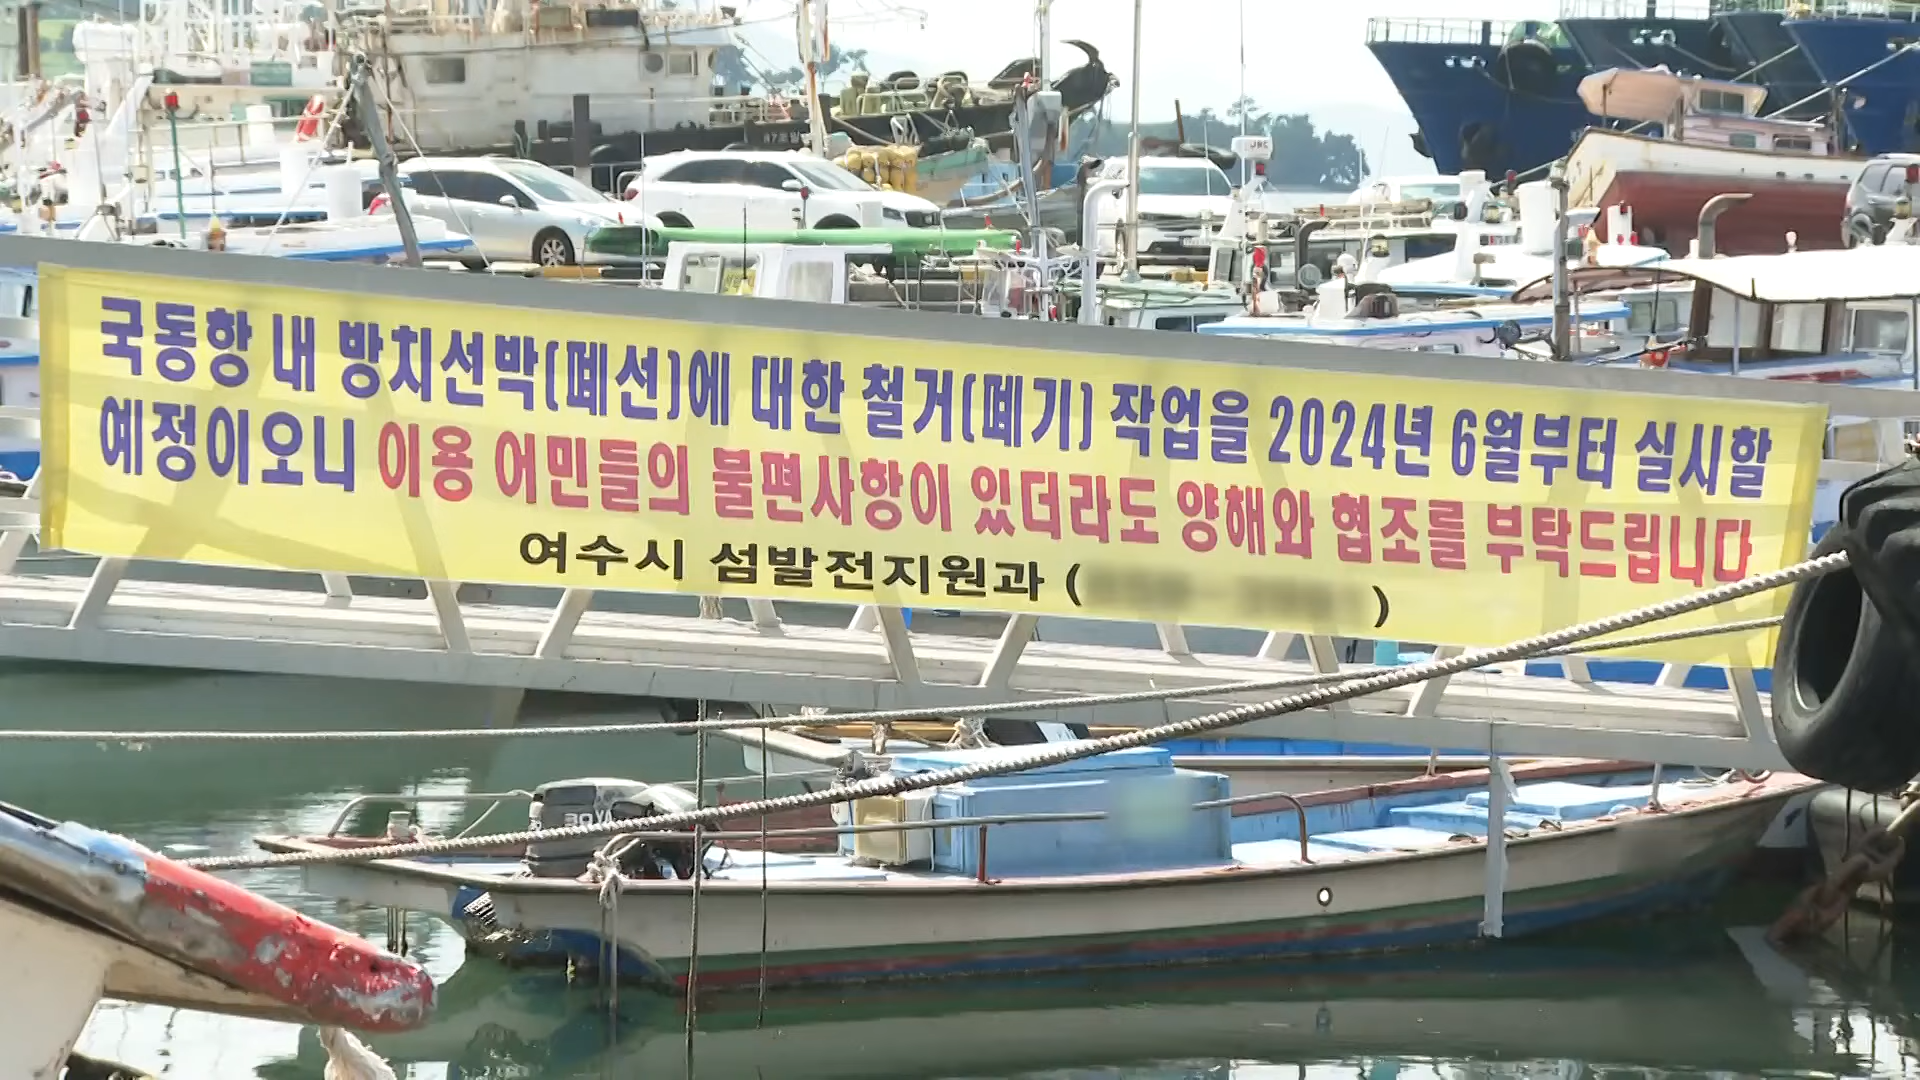 국동항 내 방치선박(폐선)에 대한 철거(폐기) 작업을 2024년 6월부터 실시할
예정이오니 이용 어민들의 불편사항이 있더라도 양해와 협조를 부탁드립니다
여수시 섬발전지원과 ( )
JRC